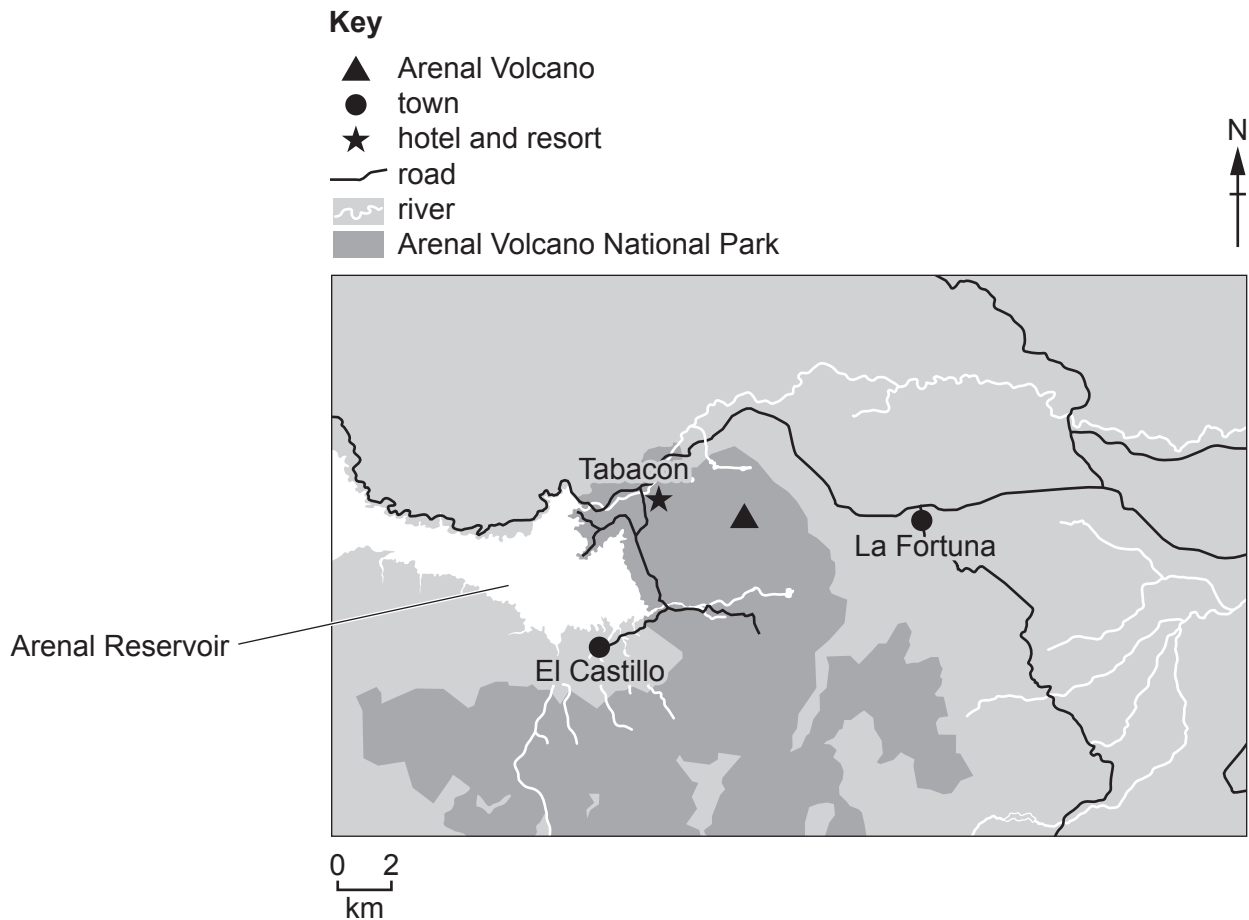 Key
Arenal Volcano
town
hotel and resort
road
river
Arenal Volcano National Park
N
Tabacón
La Fortuna
Arenal Reservoir
El Castillo
0 2
km